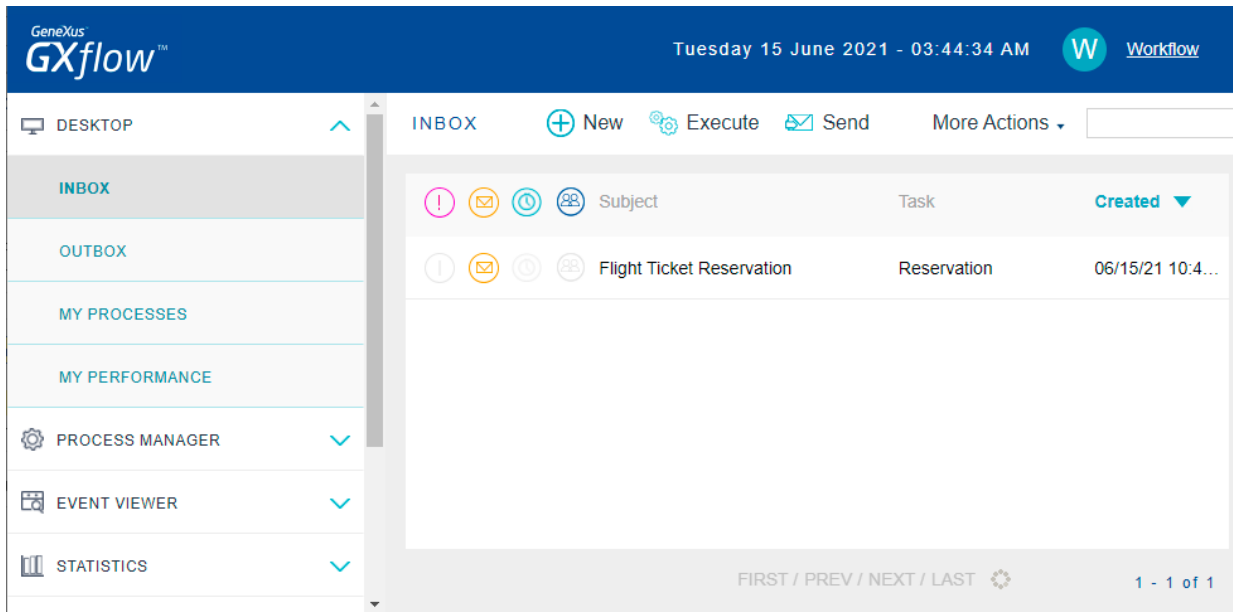 GeneXus™
GXflow™
Tuesday 15 June 2021 - 03:44:34 AM
W
Workflow
DESKTOP
INBOX
OUTBOX
MY PROCESSES
MY PERFORMANCE
PROCESS MANAGER
EVENT VIEWER
STATISTICS
INBOX
New
Execute
Send
More Actions
Subject Task Created
Flight Ticket Reservation Reservation 06/15/21 10:4...
FIRST / PREV / NEXT / LAST
1 - 1 of 1